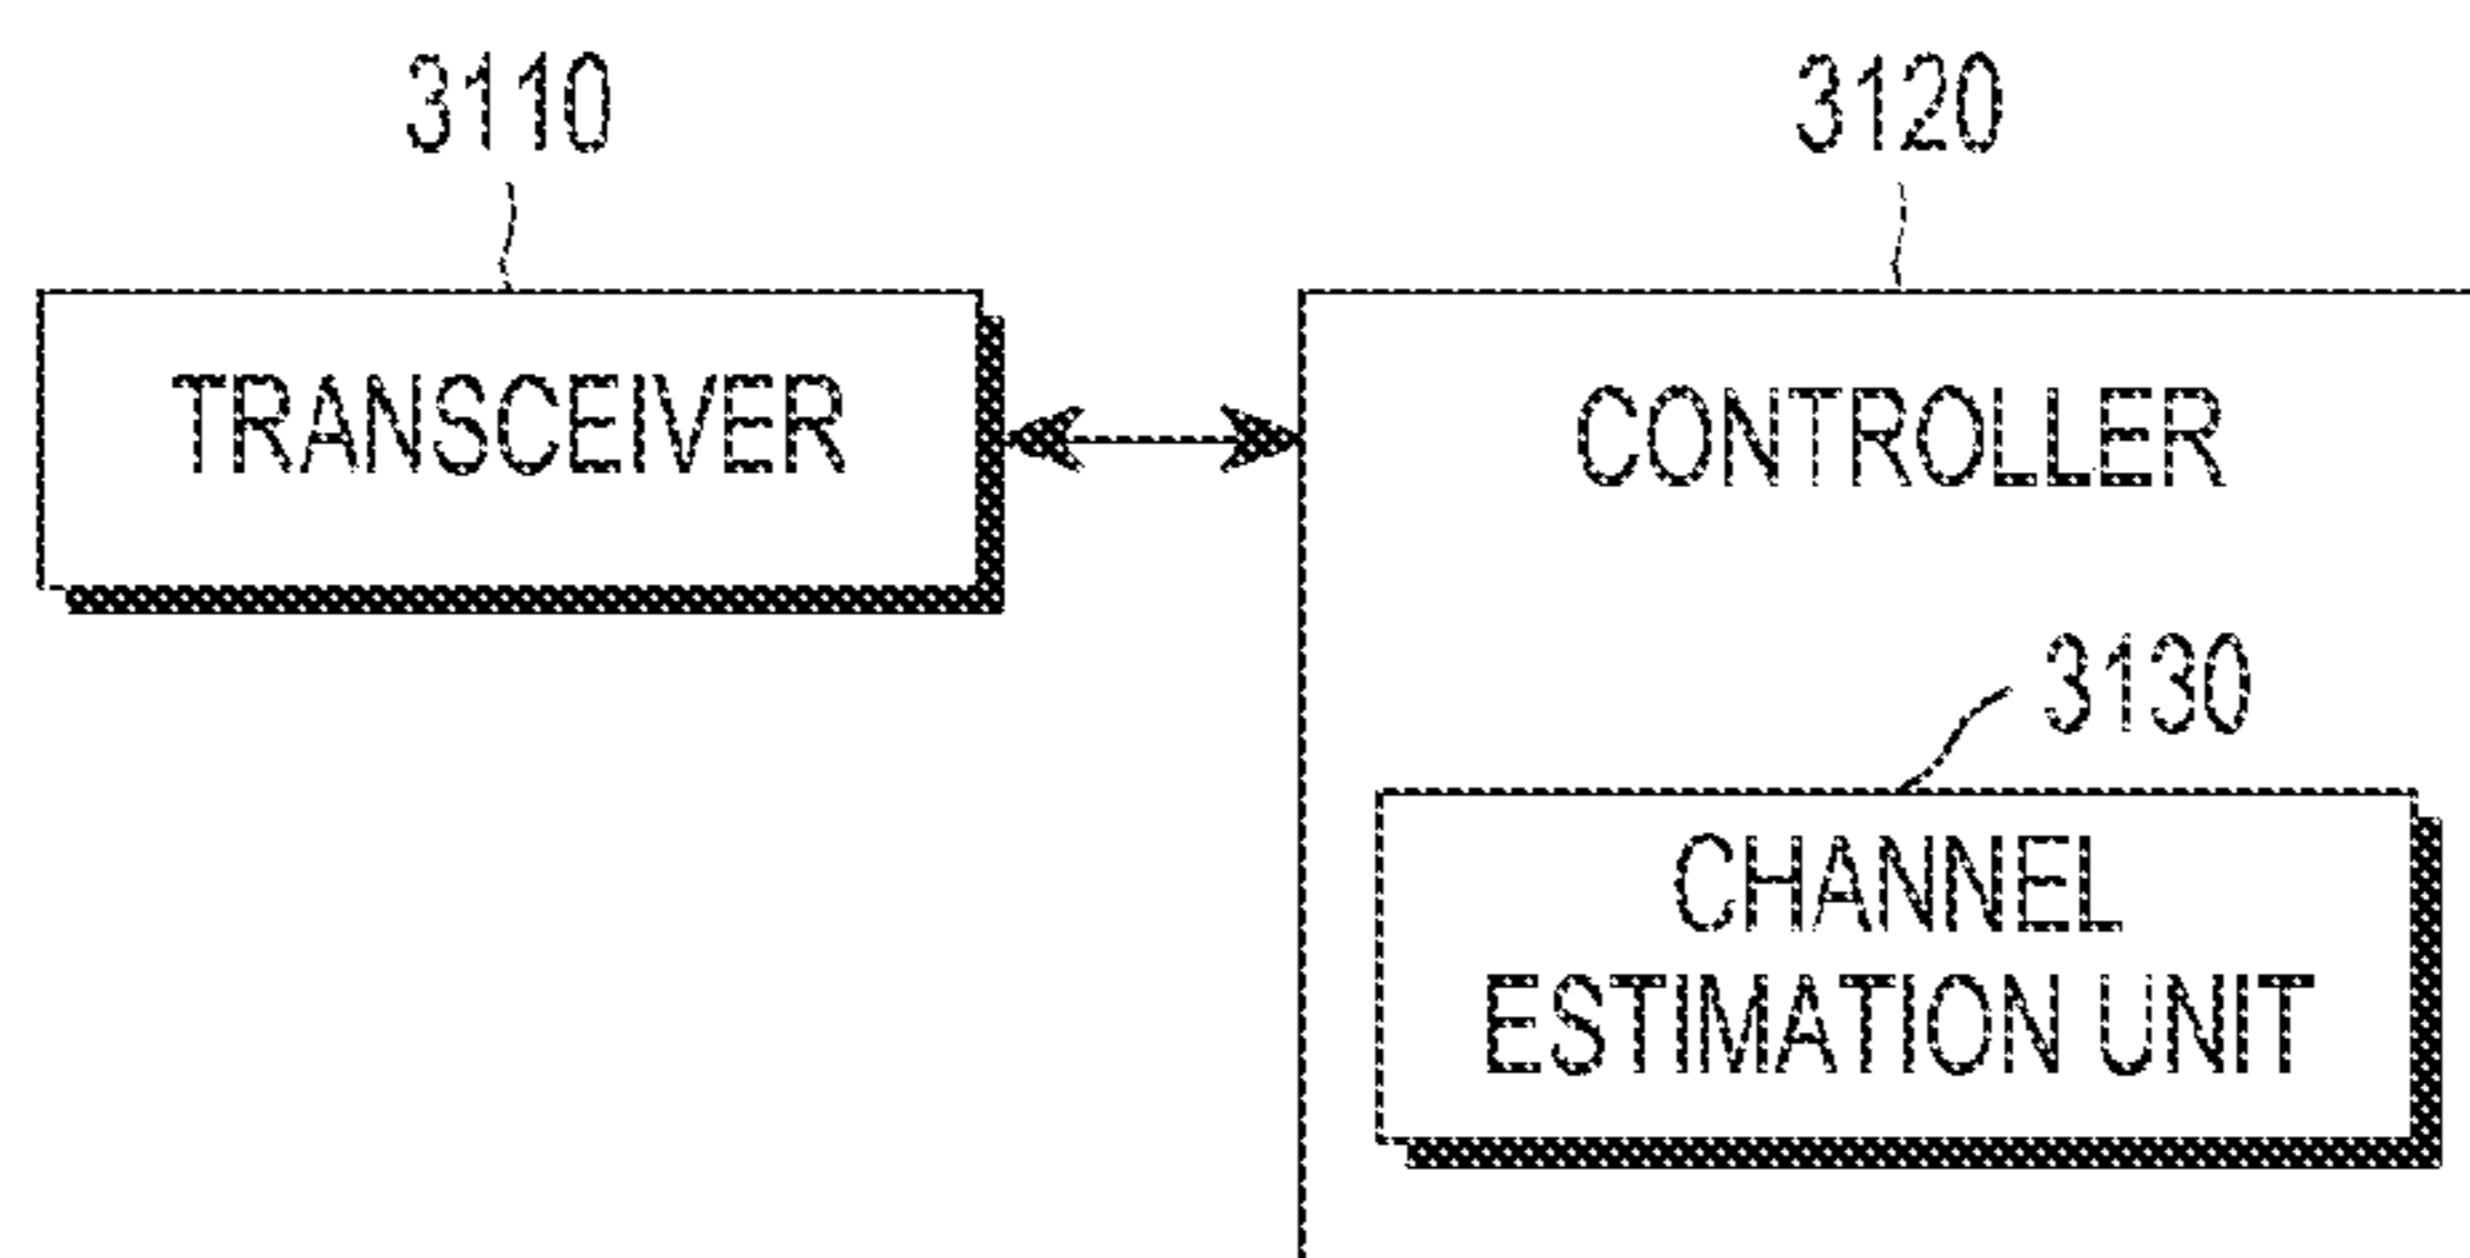 3110
3120
TRANSCEIVER
CONTROLLER
3130
CHANNEL
ESTIMATION UNIT